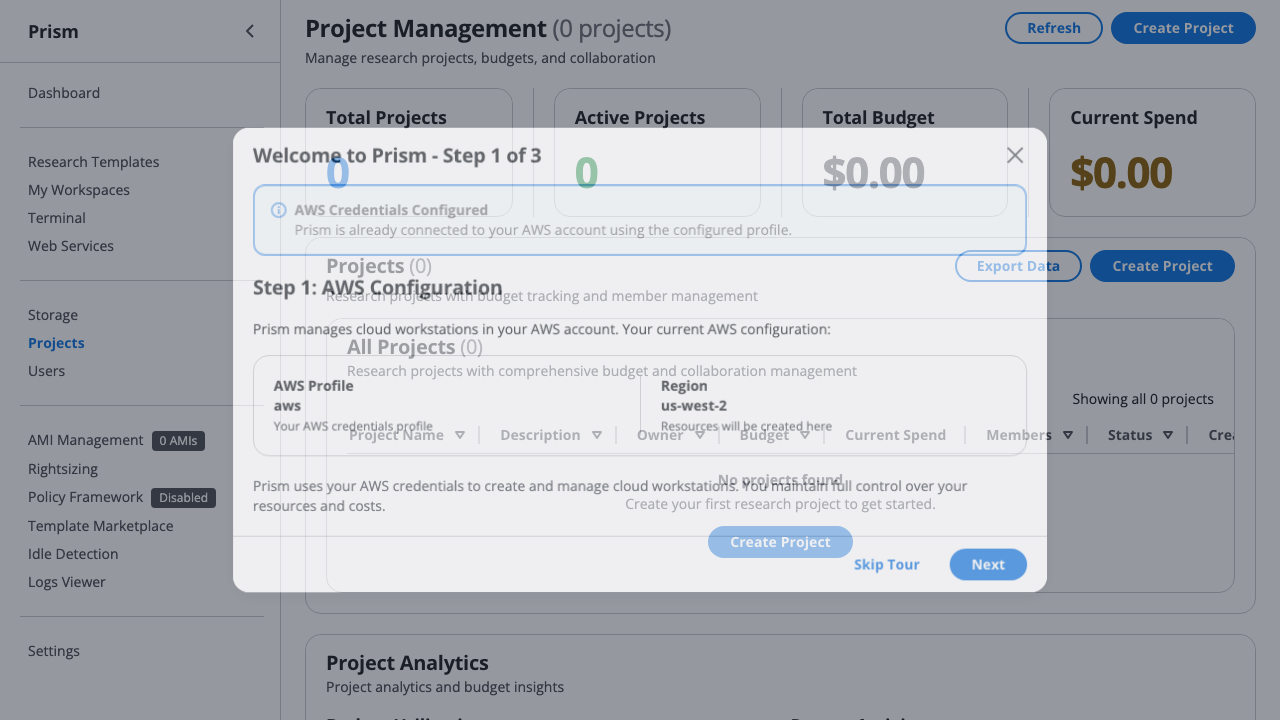 Prism
Dashboard
Research Templates
My Workspaces
Terminal
Web Services
Storage
Projects
Users
AMI Management 0 AMIs
Rightsizing
Policy Framework Disabled
Template Marketplace
Idle Detection
Logs Viewer
Settings
Project Management (0 projects)
Refresh
Create Project
Manage research projects, budgets, and collaboration
Total Projects
0
Active Projects
0
Total Budget
$0.00
Current Spend
$0.00
Projects (0)
Research projects with budget tracking and member management
Export Data
Create Project
All Projects (0)
Research projects with comprehensive budget and collaboration management
Showing all 0 projects
Project Name Description Owner Budget Current Spend Members Status
No projects found
Create your first research project to get started.
Create Project
Project Analytics
Project analytics and budget insights
Welcome to Prism - Step 1 of 3
AWS Credentials Configured
Prism is already connected to your AWS account using the configured profile.
Step 1: AWS Configuration
Prism manages cloud workstations in your AWS account. Your current AWS configuration:
AWS Profile
aws
Your AWS credentials profile
Region
us-west-2
Resources will be created here
Prism uses your AWS credentials to create and manage cloud workstations. You maintain full control over your
resources and costs.
Skip Tour
Next